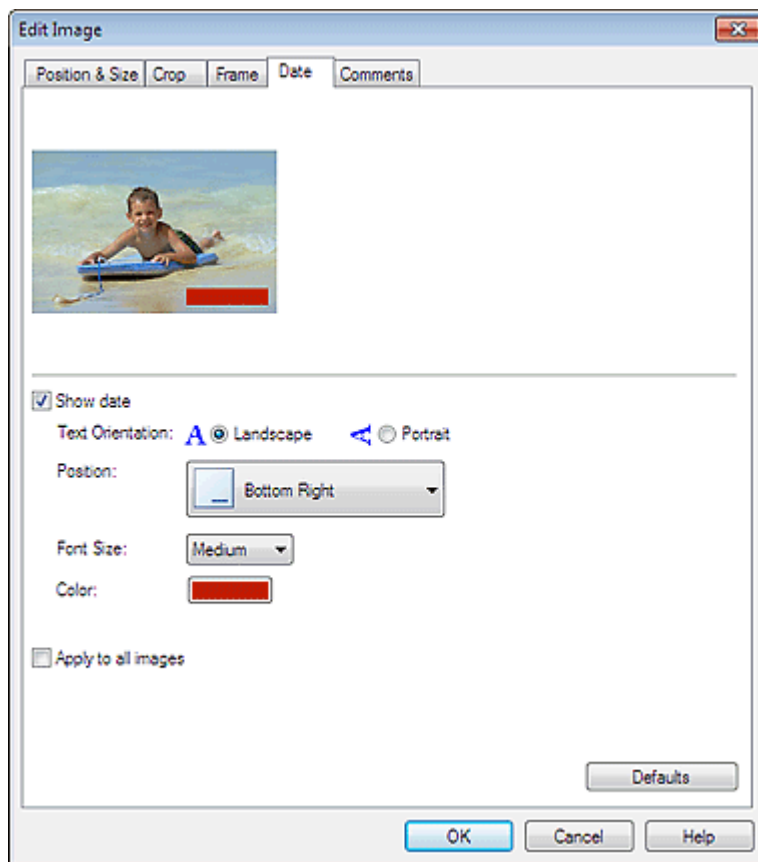 Edit Image
Position & Size Crop Frame Date Comments
Show date
Text Orientation: A Landscape A Portrait
Position: Bottom Right
Font Size: Medium
Color:
Apply to all images
Defaults
OK Cancel Help